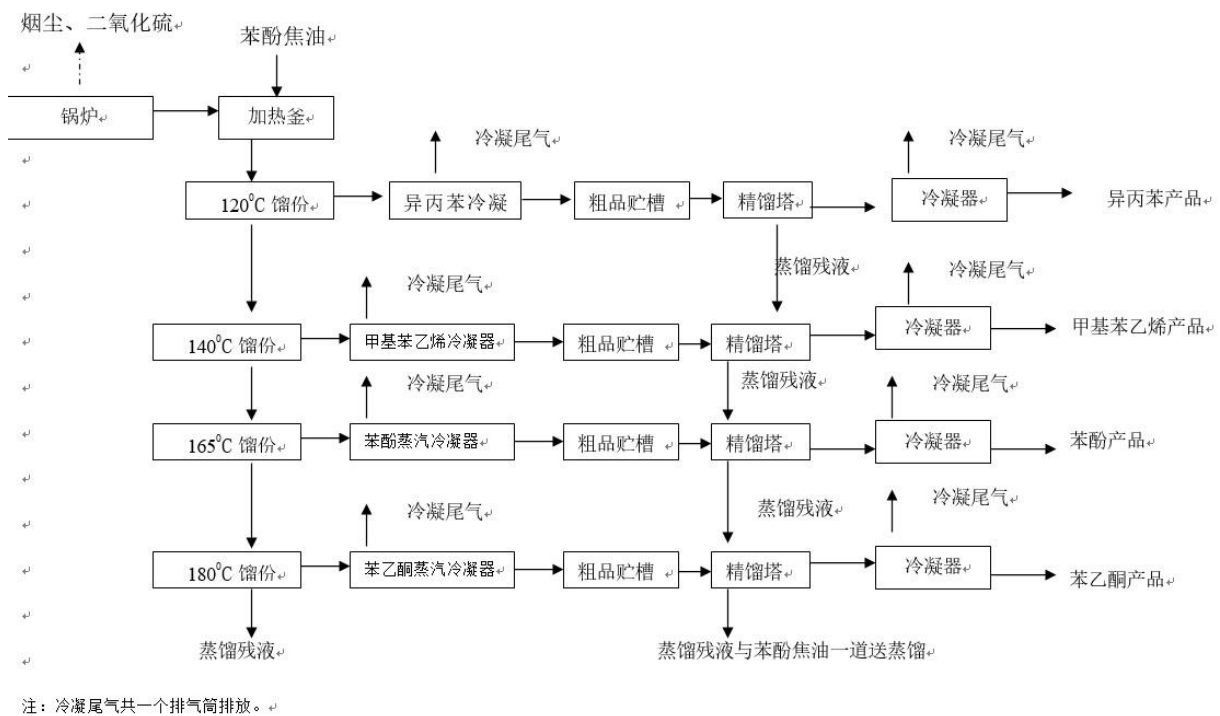 烟尘、二氧化硫
苯酚焦油
锅炉
加热釜
冷凝尾气
冷凝尾气
120⁰C 馏份
异丙苯冷凝
粗品贮槽
精馏塔
冷凝器
异丙苯产品
蒸馏残液
冷凝尾气
冷凝尾气
140⁰C 馏份
甲基苯乙烯冷凝器
粗品贮槽
精馏塔
冷凝器
甲基苯乙烯产品
冷凝尾气
蒸馏残液
冷凝尾气
165⁰C 馏份
苯酚蒸汽冷凝器
粗品贮槽
精馏塔
冷凝器
苯酚产品
冷凝尾气
蒸馏残液
冷凝尾气
180⁰C 馏份
苯乙酮蒸汽冷凝器
粗品贮槽
精馏塔
冷凝器
苯乙酮产品
蒸馏残液
蒸馏残液与苯酚焦油一道送蒸馏
注：冷凝尾气共一个排气筒排放。